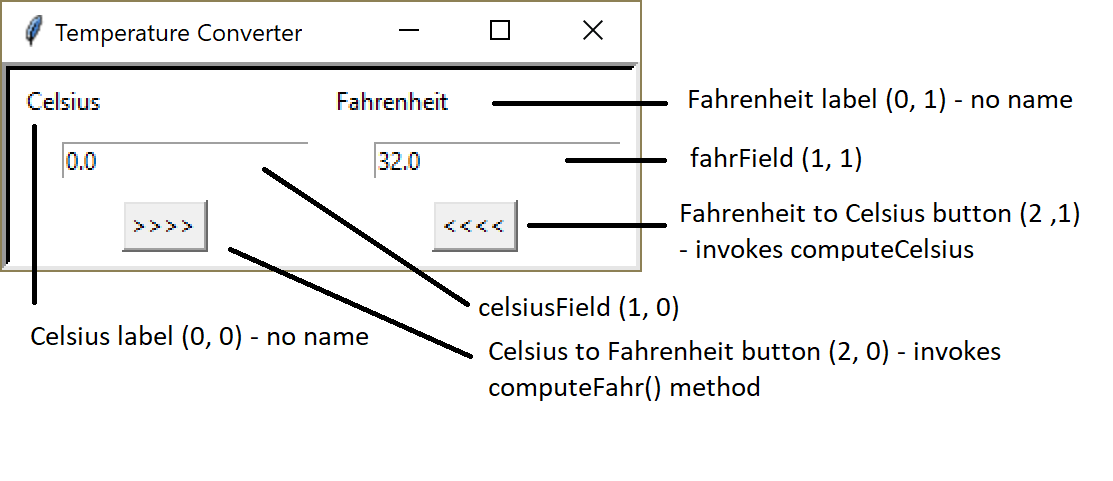 Temperature Converter
Celsius
Fahrenheit
Fahrenheit label (0, 1) - no name
0.0
32.0
fahrField (1, 1)
>>>>
<<<<
Fahrenheit to Celsius button (2 ,1)
- invokes computeCelsius
celsiusField (1, 0)
Celsius label (0, 0) - no name
Celsius to Fahrenheit button (2, 0) - invokes
computeFahr() method